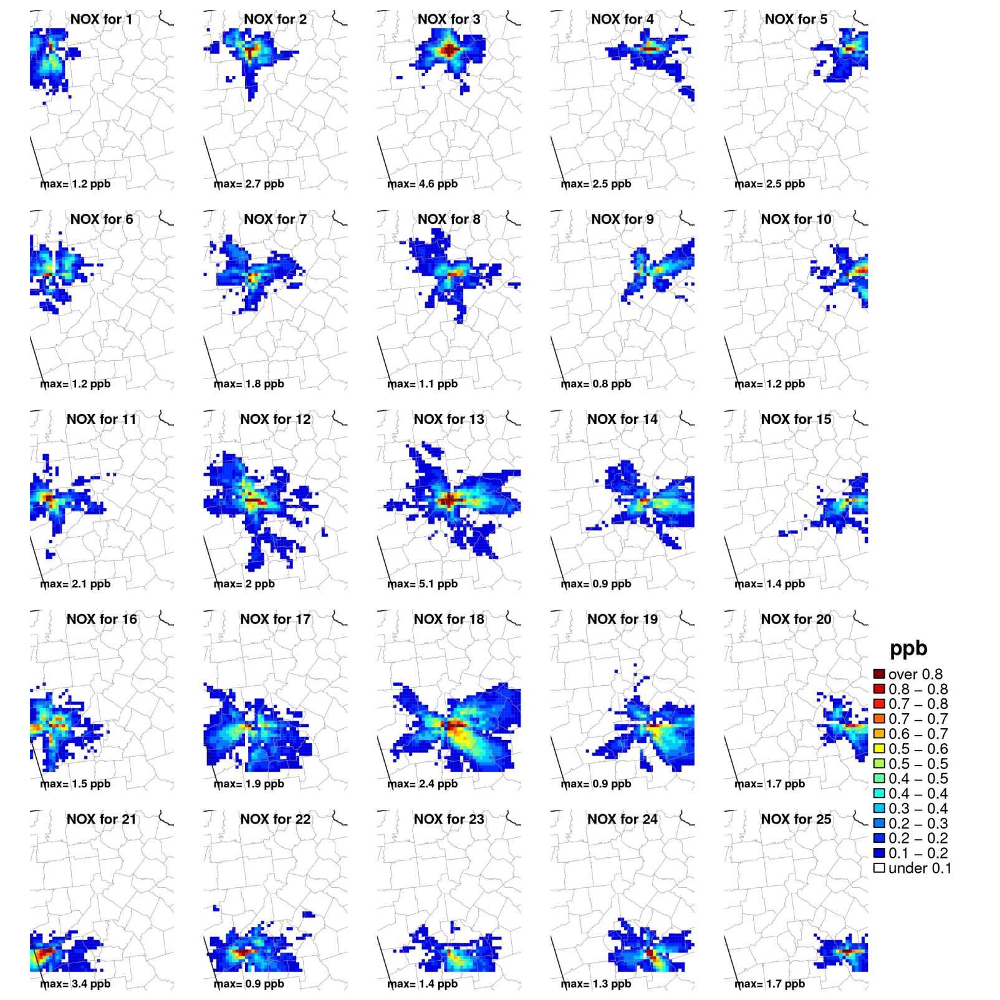 NOX for 1
NOX for 2
NOX for 3
NOX for 4
NOX for 5
max= 1.2 ppb
max= 2.7 ppb
max= 4.6 ppb
max= 2.5 ppb
max= 2.5 ppb
NOX for 6
NOX for 7
NOX for 8
NOX for 9
NOX for 10
max= 1.2 ppb
max= 1.8 ppb
max= 1.1 ppb
max= 0.8 ppb
max= 1.2 ppb
NOX for 11
NOX for 12
NOX for 13
NOX for 14
NOX for 15
max= 2.1 ppb
max= 2 ppb
max= 5.1 ppb
max= 0.9 ppb
max= 1.4 ppb
NOX for 16
NOX for 17
NOX for 18
NOX for 19
NOX for 20
max= 1.5 ppb
max= 1.9 ppb
max= 2.4 ppb
max= 0.9 ppb
max= 1.7 ppb
NOX for 21
NOX for 22
NOX for 23
NOX for 24
NOX for 25
max= 3.4 ppb
max= 0.9 ppb
max= 1.4 ppb
max= 1.3 ppb
max= 1.7 ppb
ppb
over 0.8
0.8 – 0.8
0.7 – 0.8
0.7 – 0.7
0.6 – 0.7
0.5 – 0.6
0.5 – 0.5
0.4 – 0.5
0.4 – 0.4
0.3 – 0.4
0.2 – 0.3
0.2 – 0.2
0.1 – 0.2
under 0.1